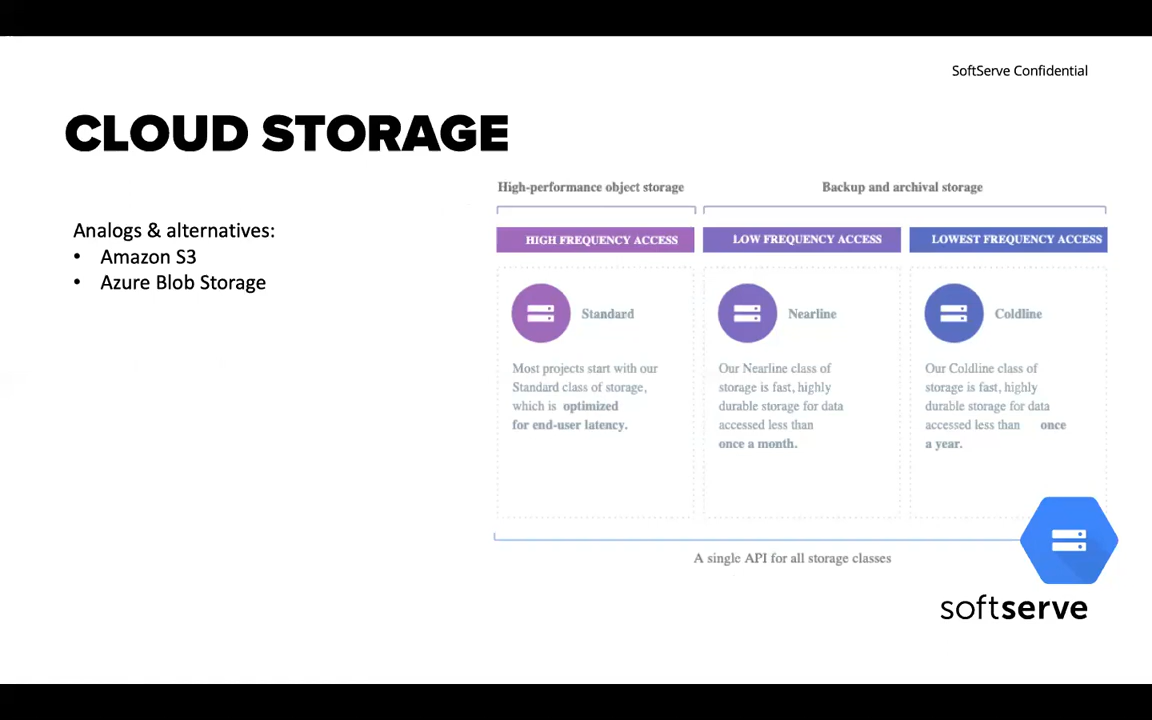 SoftServe Confidential
CLOUD STORAGE
Analogs & alternatives:
• Amazon S3
• Azure Blob Storage
High-performance object storage
Backup and archival storage
HIGH FREQUENCY ACCESS
LOW FREQUENCY ACCESS
LOWEST FREQUENCY ACCESS
Standard
Most projects start with our
Standard class of storage,
which is optimized
for end-user latency.
Nearline
Our Nearline class of
storage is fast, highly
durable storage for data
accessed less than
once a month.
Coldline
Our Coldline class of
storage is fast, highly
durable storage for data
accessed less than once
a year.
A single API for all storage classes
softserve